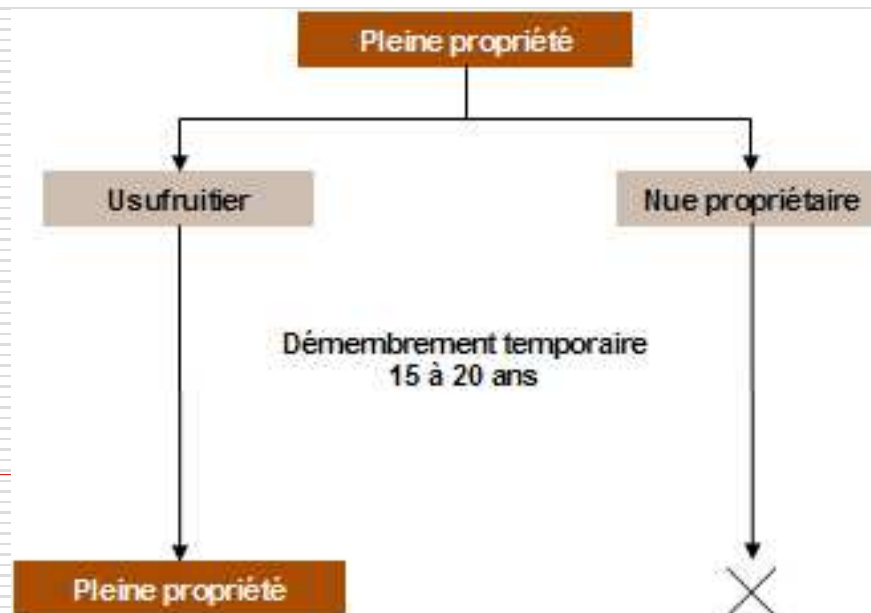 Pleine propriété
Usufruitier
Nue propriétaire
Démembrement temporaire
15 à 20 ans
Pleine propriété